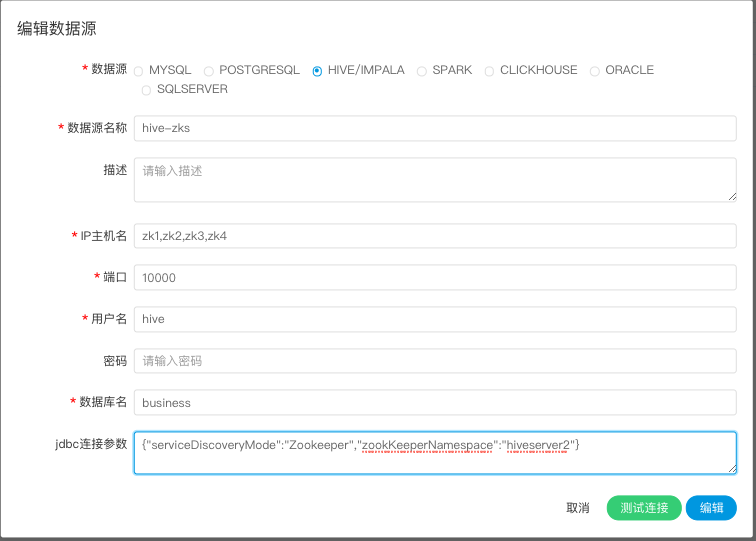 编辑数据源
* 数据源 MYSQL POSTGRESQL HIVE/IMPALA SPARK CLICKHOUSE ORACLE
SQLSERVER
* 数据源名称 hive-zks
描述 请输入描述
* IP主机名 zk1,zk2,zk3,zk4
* 端口 10000
* 用户名 hive
密码 请输入密码
* 数据库名 business
jdbc连接参数 {"serviceDiscoveryMode":"Zookeeper","zookKeeperNamespace":"hiveserver2"}
取消 测试连接 编辑